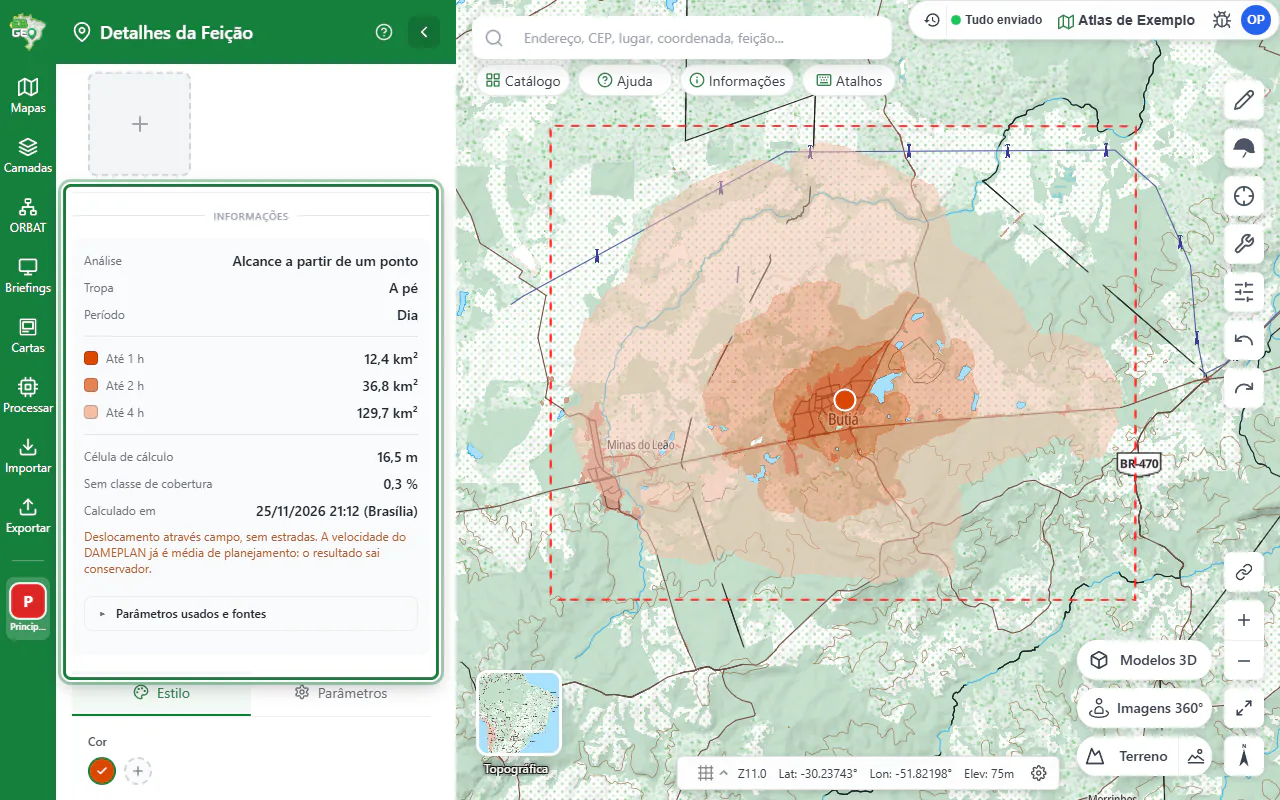 EB GEO
Detalhes da Feição
Mapas
Camadas
ORBAT
Briefings
Cartas
Processar
Importar
Exportar
P
Princip...
INFORMAÇÕES
Análise Alcance a partir de um ponto
Tropa A pé
Período Dia
Até 1 h 12,4 km²
Até 2 h 36,8 km²
Até 4 h 129,7 km²
Célula de cálculo 16,5 m
Sem classe de cobertura 0,3 %
Calculado em 25/11/2026 21:12 (Brasília)
Deslocamento através campo, sem estradas. A velocidade do
DAMEPLAN já é média de planejamento: o resultado sai
conservador.
Parâmetros usados e fontes
Estilo Parâmetros
Cor
Endereço, CEP, lugar, coordenada, feição...
Tudo enviado Atlas de Exemplo OP
Catálogo Ajuda Informações Atalhos
Butiá
Minas do Leão
BR-470
Modelos 3D
Imagens 360°
Terreno
N
Topográfica
Z11.0 Lat: -30.23743° Lon: -51.82198° Elev: 75m
Morrinhos